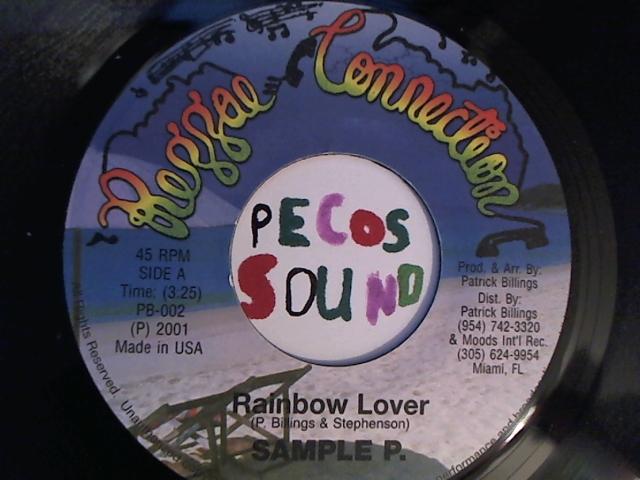 Reggae Connection
PECOS
SOUND
45 RPM
SIDE A
Time: (3:25)
PB-002
(P) 2001
Made in USA
Prod. & Arr. By:
Patrick Billings
Dist. By:
Patrick Billings
(954) 742-3320
& Moods Int'l Rec.
(305) 624-9954
Miami, FL
Rainbow Lover
(P. Billings & Stephenson)
SAMPLE P.
All Rights Reserved.